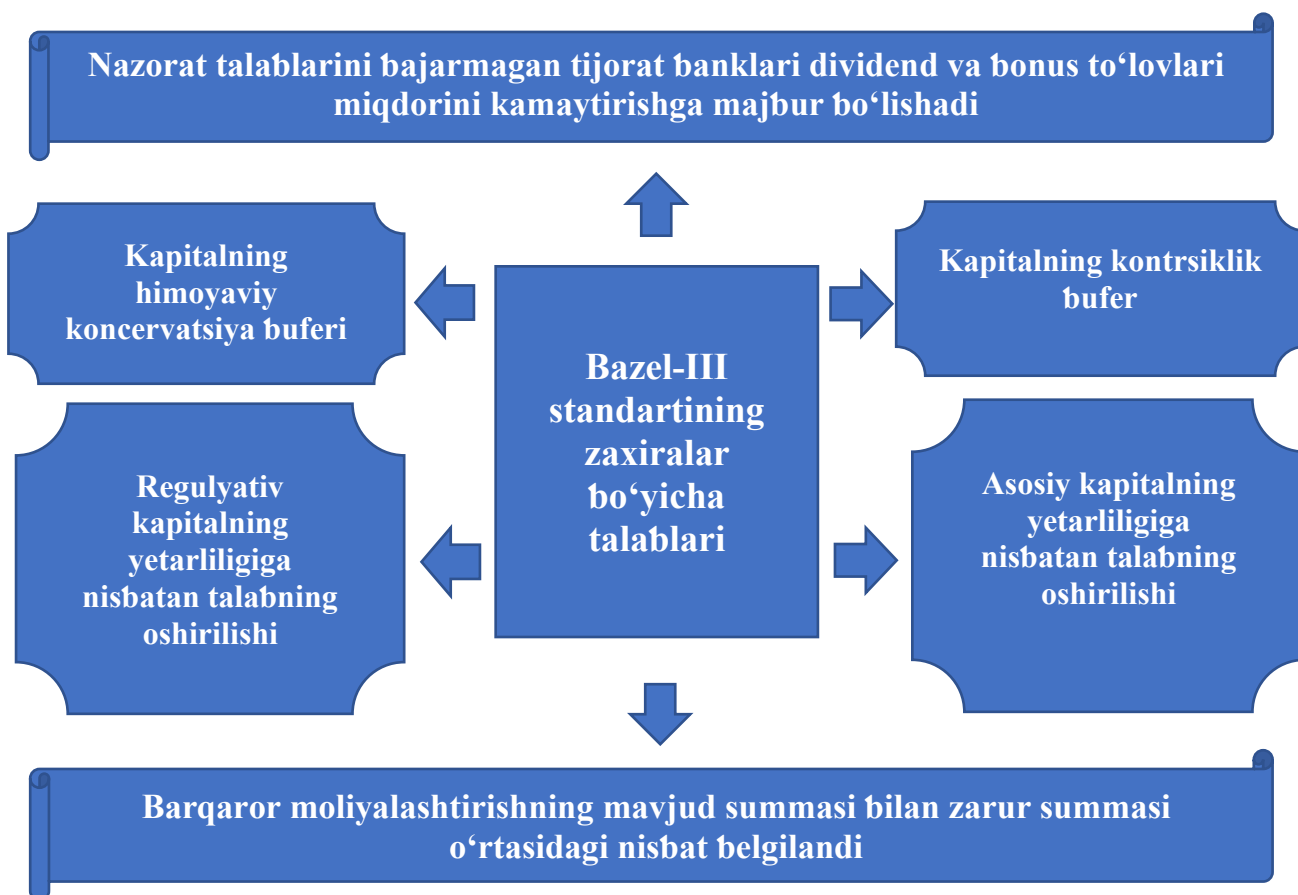 Nazorat talablarini bajarmagan tijorat banklari dividend va bonus to‘lovlari
miqdorini kamaytirishga majbur bo‘lishadi
Kapitalning
himoyaviy
koncervatsiya buferi
Kapitalning kontrsiklik
bufer
Bazel-III
standartining
zaxiralar
bo‘yicha
talablari
Regulyativ
kapitalning
yetarliligiga
nisbatan talabning
oshirilishi
Asosiy kapitalning
yetarliligiga
nisbatan talabning
oshirilishi
Barqaror moliyalashtirishning mavjud summasi bilan zarur summasi
o‘rtasidagi nisbat belgilandi